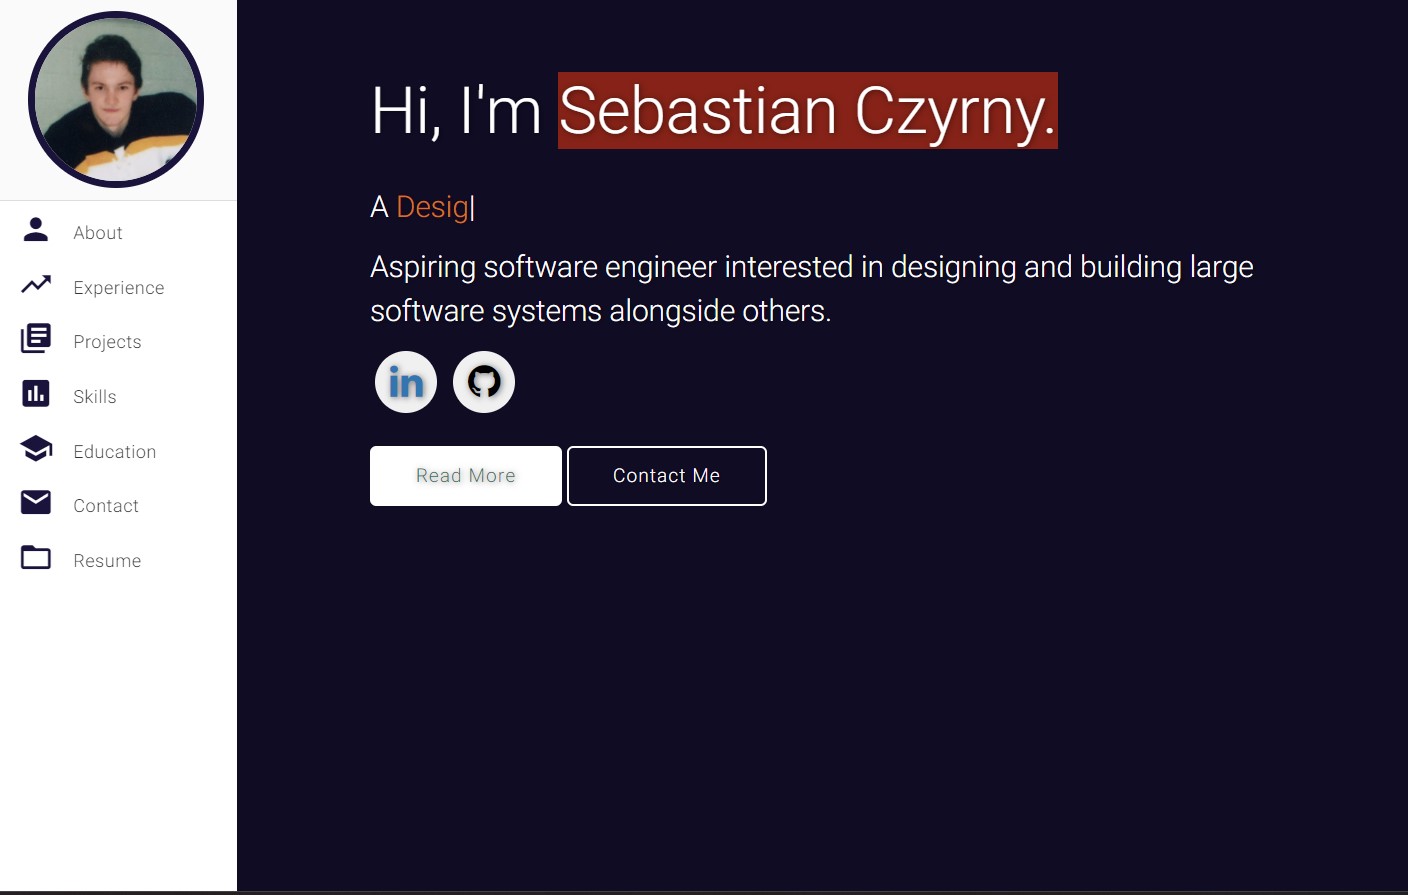 About
Experience
Projects
Skills
Education
Contact
Resume
Hi, I'm Sebastian Czyrny.
A Desig|
Aspiring software engineer interested in designing and building large
software systems alongside others.
in
Read More
Contact Me